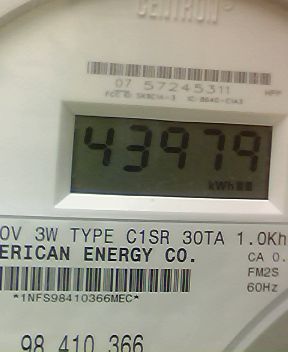 CENTRON®
07 57245311
43979
kWh
0V 3W TYPE C1SR 30TA 1.0Kh
ERICAN ENERGY CO.
CA 0.
FM2S
60Hz
*1NFS98410366MEC*
98 410 366